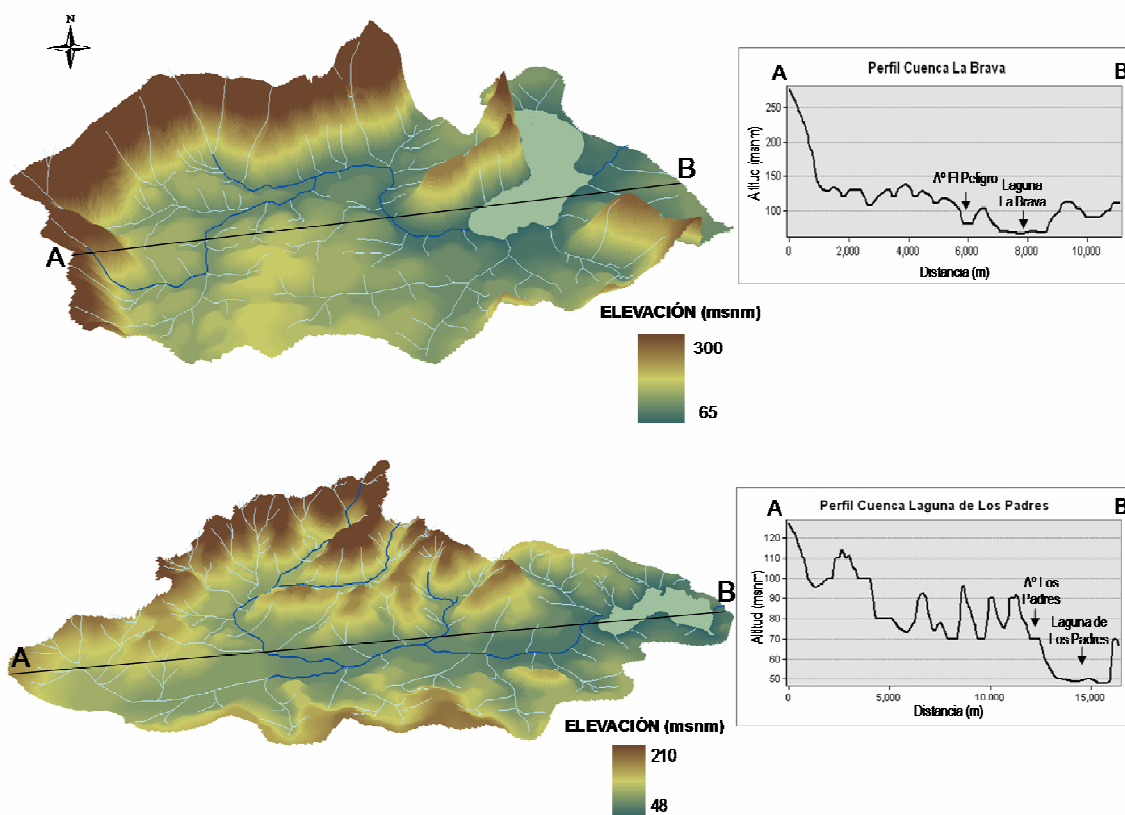 N
A
B
ELEVACIÓN (msnm)
300
65
A
B
Perfil Cuenca La Brava
Altitud (msnm)
250
200
150
100
Aº El Peligro
Laguna
La Brava
0
2,000
4,000
6,000
8,000
10,000
Distancia (m)
A
B
ELEVACIÓN (msnm)
210
48
A
B
Perfil Cuenca Laguna de Los Padres
Altitud (msnm)
120
110
100
90
80
70
60
50
Aº Los
Padres
Laguna de
Los Padres
0
5,000
10.000
15,000
Distancia (m)